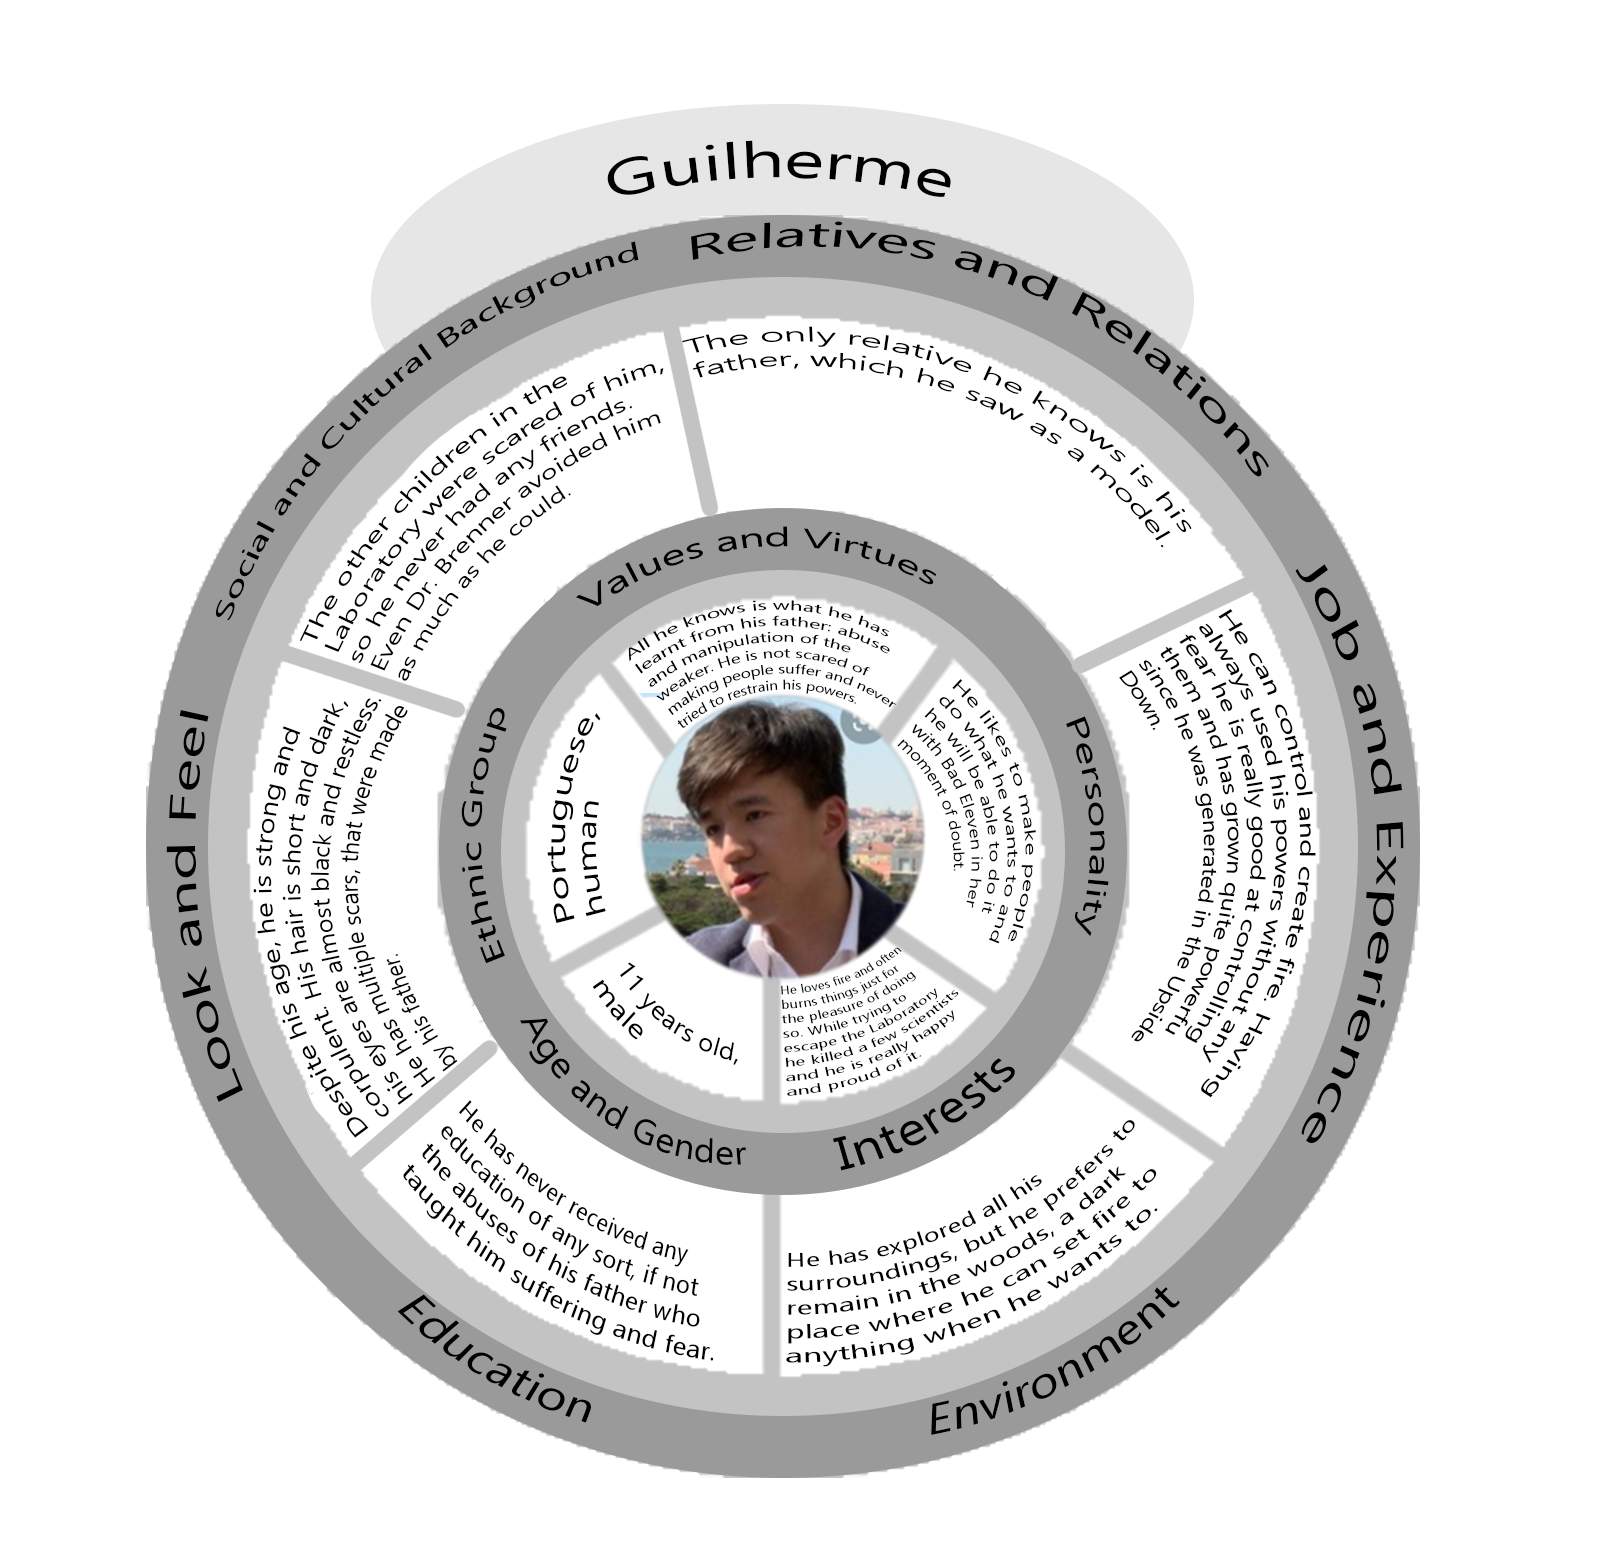 Guilherme
Social and Cultural Background
The other children in the
Laboratory were scared of him,
so he never had any friends.
Even Dr. Brenner avoided him
as much as he could.
Relatives and Relations
The only relative he knows is his
father, which he saw as a model.
Job and Experience
He can control and create fire. Having
always used his powers without any
fear he is really good at controlling
them and has grown quite powerfu
since he was generated in the Upside
Down.
Environment
He has explored all his
surroundings, but he prefers to
remain in the woods, a dark
place where he can set fire to
anything when he wants to.
Education
He has never received any
education of any sort, if not
the abuses of his father who
taught him suffering and fear.
Look and Feel
Despite his age, he is strong and
corpulent. His hair is short and dark,
his eyes are almost black and restless.
He has multiple scars, that were made
by his father.
Values and Virtues
All he knows is what he has
learnt from his father: abuse
and manipulation of the
weaker. He is not scared of
making people suffer and never
tried to restrain his powers.
Personality
He likes to make people
do what he wants to and
he will be able to do it
with Bad Eleven in her
moment of doubt.
Interests
He loves fire and often
burns things just for
the pleasure of doing
so. While trying to
escape the Laboratory
he killed a few scientists
and he is really happy
and proud of it.
Age and Gender
11 years old,
male
Ethnic Group
Portuguese,
human